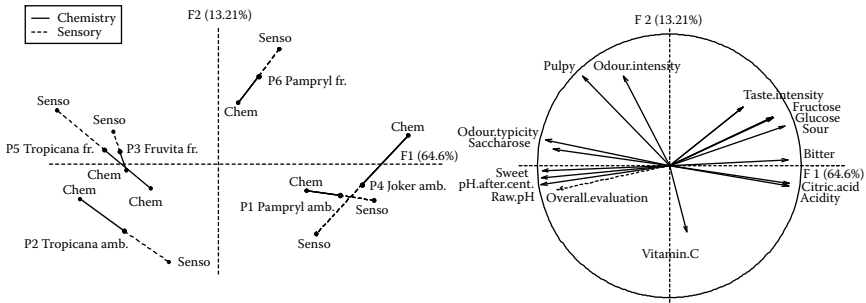 F2 (13.21%)
Chemistry
Sensory
Senso
P6 Pampryl fr.
Chem
Senso
Senso
P5 Tropicana fr.
P3 Fruvita fr.
Chem
Chem
Chem
P2 Tropicana amb.
Senso
Chem
F1 (64.6%)
Chem
P4 Joker amb.
P1 Pampryl amb.
Senso
Senso
F 2 (13.21%)
Pulpy
Odour.intensity
Taste.intensity
Fructose
Glucose
Sour
Odour.typicity
Saccharose
Bitter
Sweet
F 1 (64.6%)
pH.after.cent.
Citric.acid
Raw.pH
Overall.evaluation
Acidity
Vitamin.C